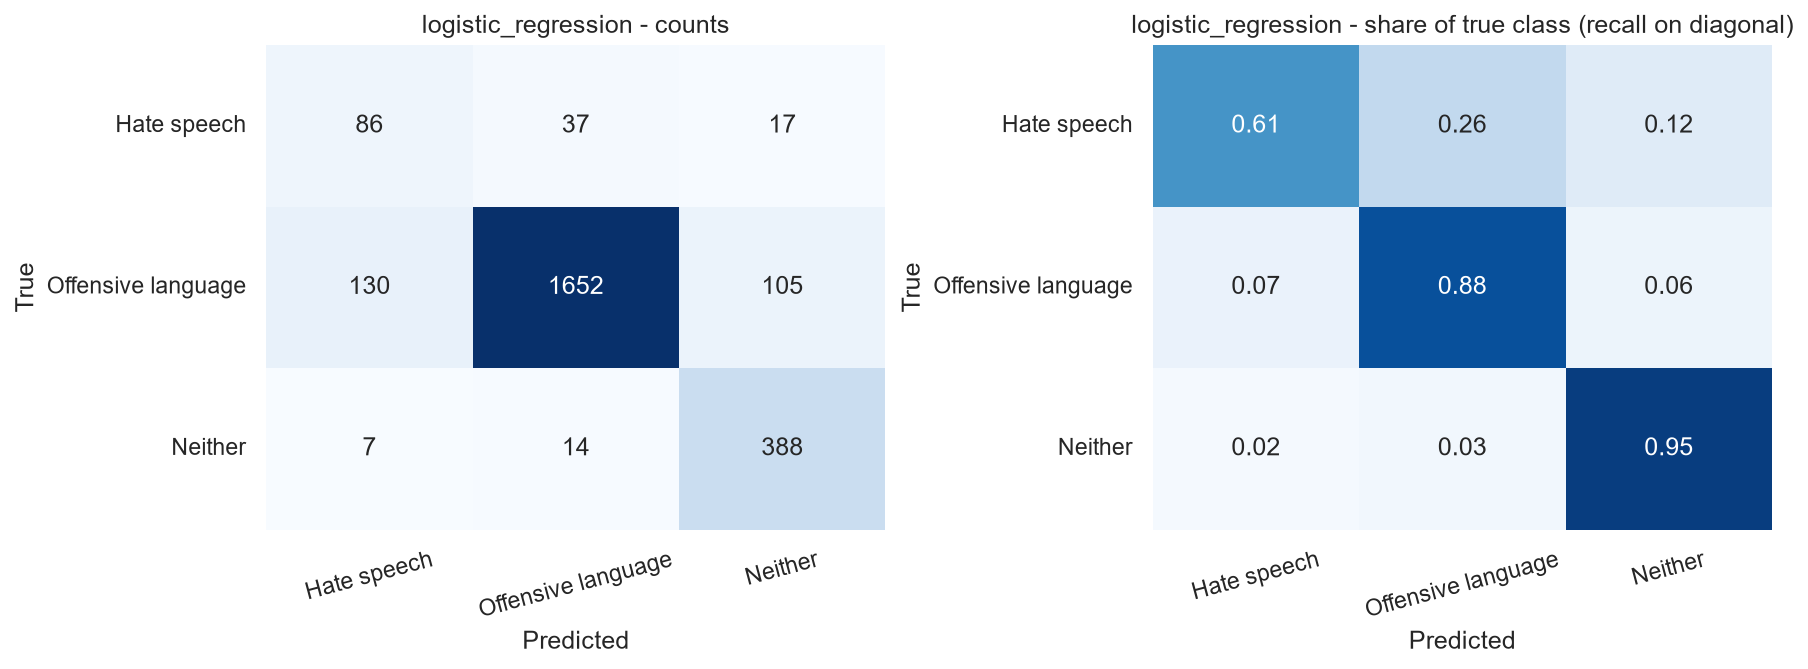 logistic_regression - counts
Hate speech
86 37 17
True
Offensive language
130 1652 105
Neither
7 14 388
Hate speech
Offensive language
Neither
Predicted
logistic_regression - share of true class (recall on diagonal)
Hate speech
0.61 0.26 0.12
True
Offensive language
0.07 0.88 0.06
Neither
0.02 0.03 0.95
Hate speech
Offensive language
Neither
Predicted